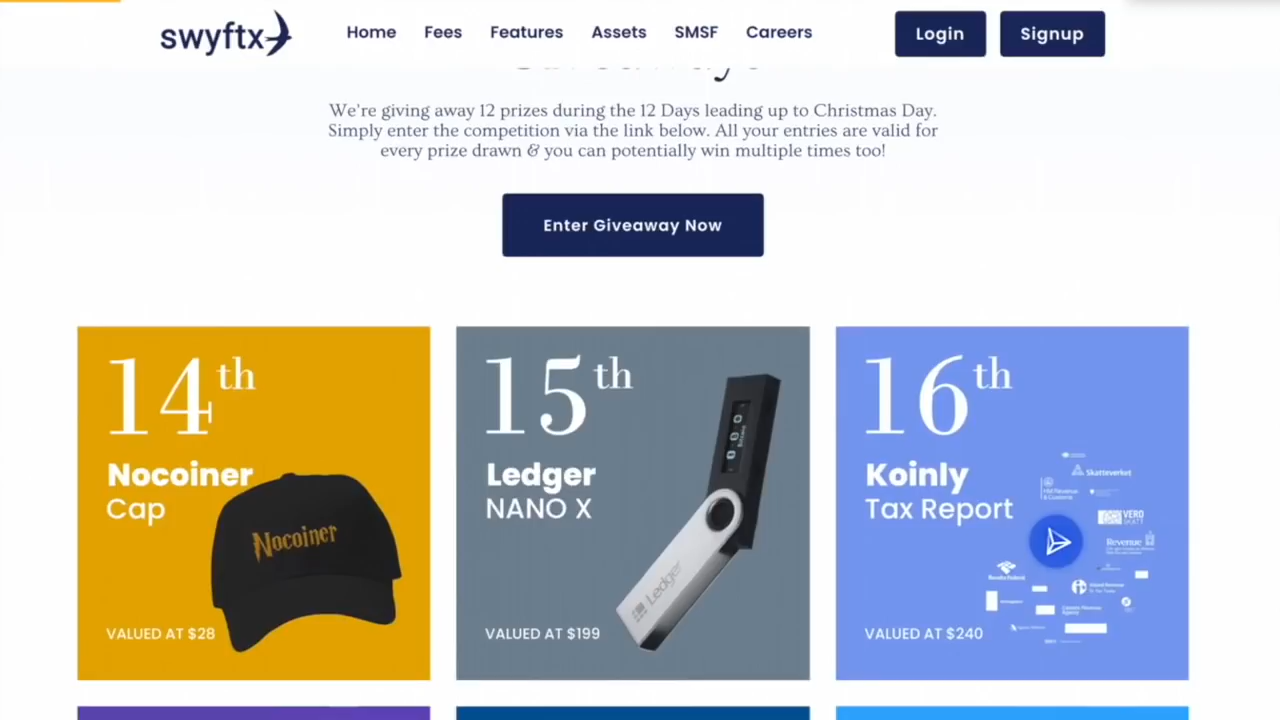 swyftx
Home Fees Features Assets SMSF Careers Login Signup
We're giving away 12 prizes during the 12 Days leading up to Christmas Day.
Simply enter the competition via the link below. All your entries are valid for
every prize drawn & you can potentially win multiple times too!
Enter Giveaway Now
14th
Nocoiner
Cap
Nocoiner
VALUED AT $28
15th
Ledger
NANO X
Ledger
VALUED AT $199
16th
Koinly
Tax Report
Skatteverket
VERO
SKATT
Revenue
VALUED AT $240